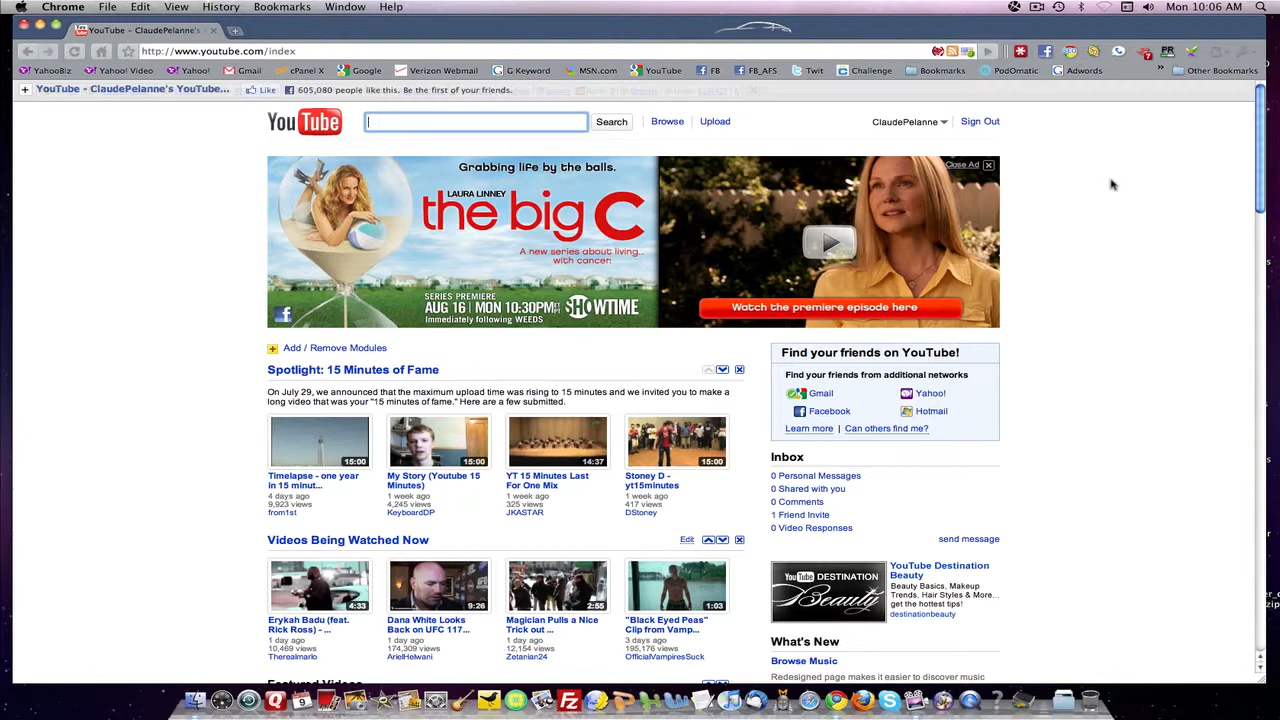 Chrome File Edit View History Bookmarks Window Help Mon 10:06 AM
YouTube – ClaudePelanne's
http://www.youtube.com/index
YahooBiz Yahoo! Video Yahoo! Gmail cPanel X Google Verizon Webmail G Keyword MSN.com YouTube FB FB_AFS Twit Challenge Bookmarks PodOmatic Adwords Other Bookmarks
YouTube - ClaudePelanne's YouTube... Like 605,080 people like this. Be the first of your friends.
YouTube Search Browse Upload ClaudePelanne Sign Out
Close Ad
Grabbing life by the balls.
LAURA LINNEY
the big C
A new series about living...
with cancer.
SERIES PREMIERE
AUG 16 MON 10:30PM ET/PT SHOWTIME
Immediately following WEEDS
Watch the premiere episode here
Add / Remove Modules
Spotlight: 15 Minutes of Fame
On July 29, we announced that the maximum upload time was rising to 15 minutes and we invited you to make a
long video that was your "15 minutes of fame." Here are a few submitted.
15:00 15:00 14:37 15:00
Timelapse - one year
in 15 minut...
4 days ago
9,923 views
from1st
My Story (Youtube 15
Minutes)
1 week ago
4,245 views
KeyboardDP
YT 15 Minutes Last
For One Mix
1 week ago
325 views
JKASTAR
Stoney D -
yt15minutes
1 week ago
417 views
DStoney
Videos Being Watched Now Edit
4:33 9:26 2:55 1:03
Erykah Badu (feat.
Rick Ross) - ...
1 day ago
10,469 views
Therealmarlo
Dana White Looks
Back on UFC 117...
1 day ago
174,309 views
ArielHelwani
Magician Pulls a Nice
Trick out ...
1 day ago
12,154 views
Zetanian24
"Black Eyed Peas"
Clip from Vamp...
3 days ago
195,176 views
OfficialVampiresSuck
Featured Videos
Find your friends on YouTube!
Find your friends from additional networks
Gmail Yahoo!
Facebook Hotmail
Learn more | Can others find me?
Inbox
0 Personal Messages
0 Shared with you
0 Comments
1 Friend Invite
0 Video Responses
send message
YouTube DESTINATION
Beauty
YouTube Destination
Beauty
Beauty Basics, Makeup
Trends, Hair Styles & More...
get the hottest tips!
destinationbeauty
What's New
Browse Music
Redesigned page makes it easier to discover music